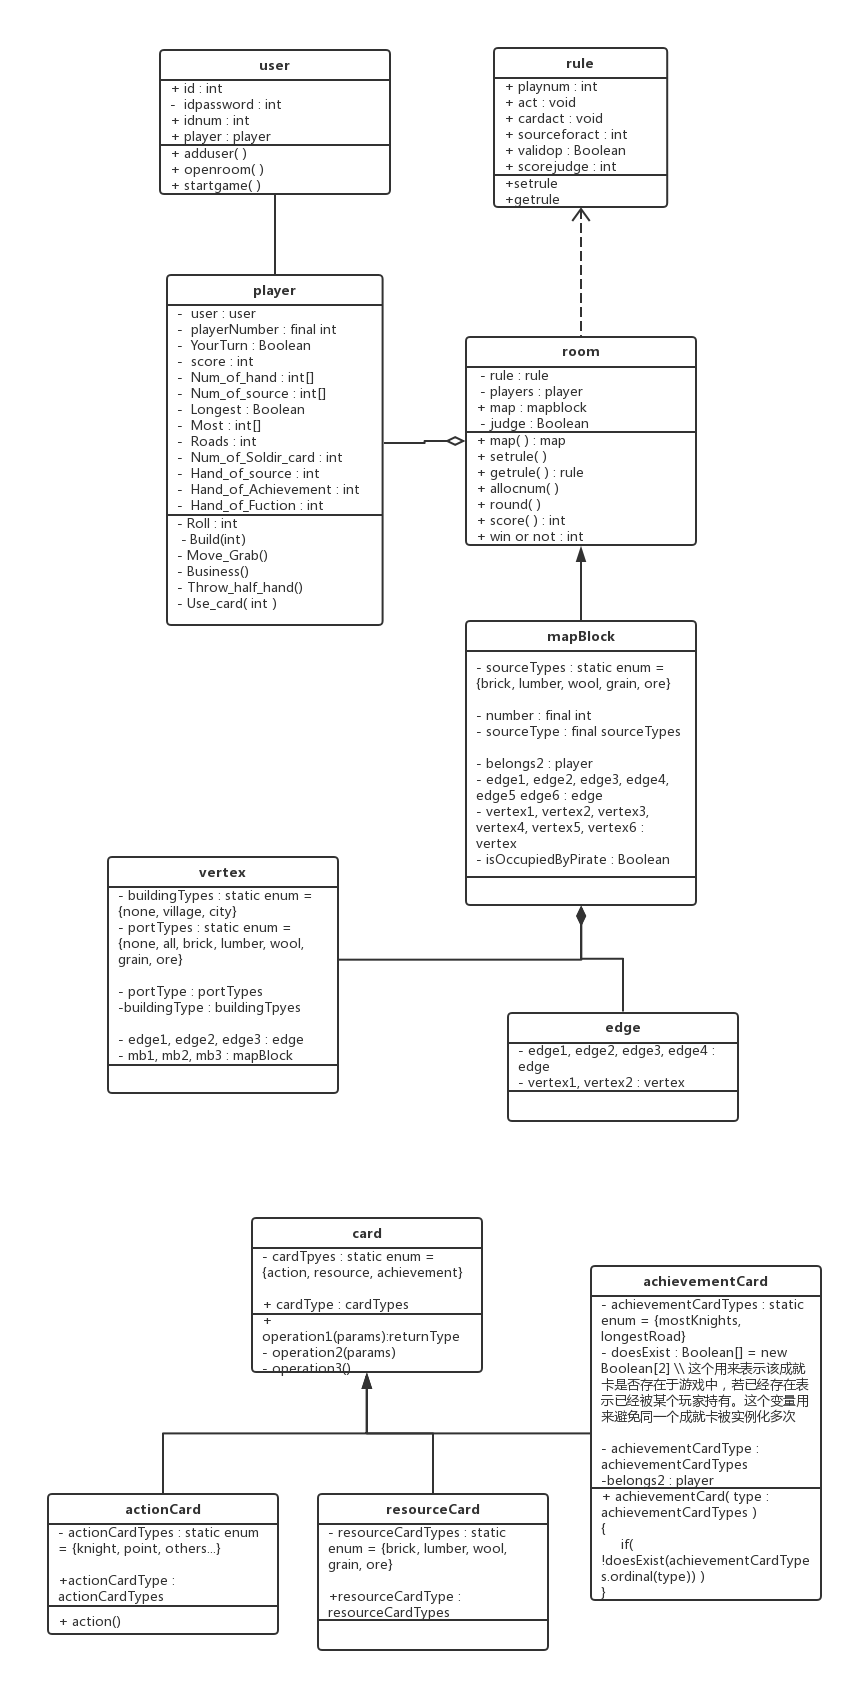 user
+ id : int
- idpassword : int
+ idnum : int
+ player : player
+ adduser( )
+ openroom( )
+ startgame( )
rule
+ playnum : int
+ act : void
+ cardact : void
+ sourceforact : int
+ validop : Boolean
+ scorejudge : int
+setrule
+getrule
player
- user : user
- playerNumber : final int
- YourTurn : Boolean
- score : int
- Num_of_hand : int[]
- Num_of_source : int[]
- Longest : Boolean
- Most : int[]
- Roads : int
- Num_of_Soldir_card : int
- Hand_of_source : int
- Hand_of_Achievement : int
- Hand_of_Fuction : int
- Roll : int
- Build(int)
- Move_Grab()
- Business()
- Throw_half_hand()
- Use_card( int )
room
- rule : rule
- players : player
+ map : mapblock
- judge : Boolean
+ map( ) : map
+ setrule( )
+ getrule( ) : rule
+ allocnum( )
+ round( )
+ score( ) : int
+ win or not : int
mapBlock
- sourceTypes : static enum =
{brick, lumber, wool, grain, ore}
- number : final int
- sourceType : final sourceTypes
- belongs2 : player
- edge1, edge2, edge3, edge4,
edge5 edge6 : edge
- vertex1, vertex2, vertex3,
vertex4, vertex5, vertex6 :
vertex
- isOccupiedByPirate : Boolean
vertex
- buildingTypes : static enum =
{none, village, city}
- portTypes : static enum =
{none, all, brick, lumber, wool,
grain, ore}
- portType : portTypes
-buildingType : buildingTpyes
- edge1, edge2, edge3 : edge
- mb1, mb2, mb3 : mapBlock
edge
- edge1, edge2, edge3, edge4 :
edge
- vertex1, vertex2 : vertex
card
- cardTpyes : static enum =
{action, resource, achievement}
+ cardType : cardTypes
+
operation1(params):returnType
- operation2(params)
- operation3()
achievementCard
- achievementCardTypes : static
enum = {mostKnights,
longestRoad}
- doesExist : Boolean[] = new
Boolean[2] \\ 这个用来表示该成就
卡是否存在于游戏中，若已经存在表
示已经被某个玩家持有。这个变量用
来避免同一个成就卡被实例化多次
- achievementCardType :
achievementCardTypes
-belongs2 : player
+ achievementCard( type :
achievementCardTypes )
{
if(
!doesExist(achievementCardType
s.ordinal(type)) )
}
actionCard
- actionCardTypes : static enum
= {knight, point, others...}
+actionCardType :
actionCardTypes
+ action()
resourceCard
- resourceCardTypes : static
enum = {brick, lumber, wool,
grain, ore}
+resourceCardType :
resourceCardTypes